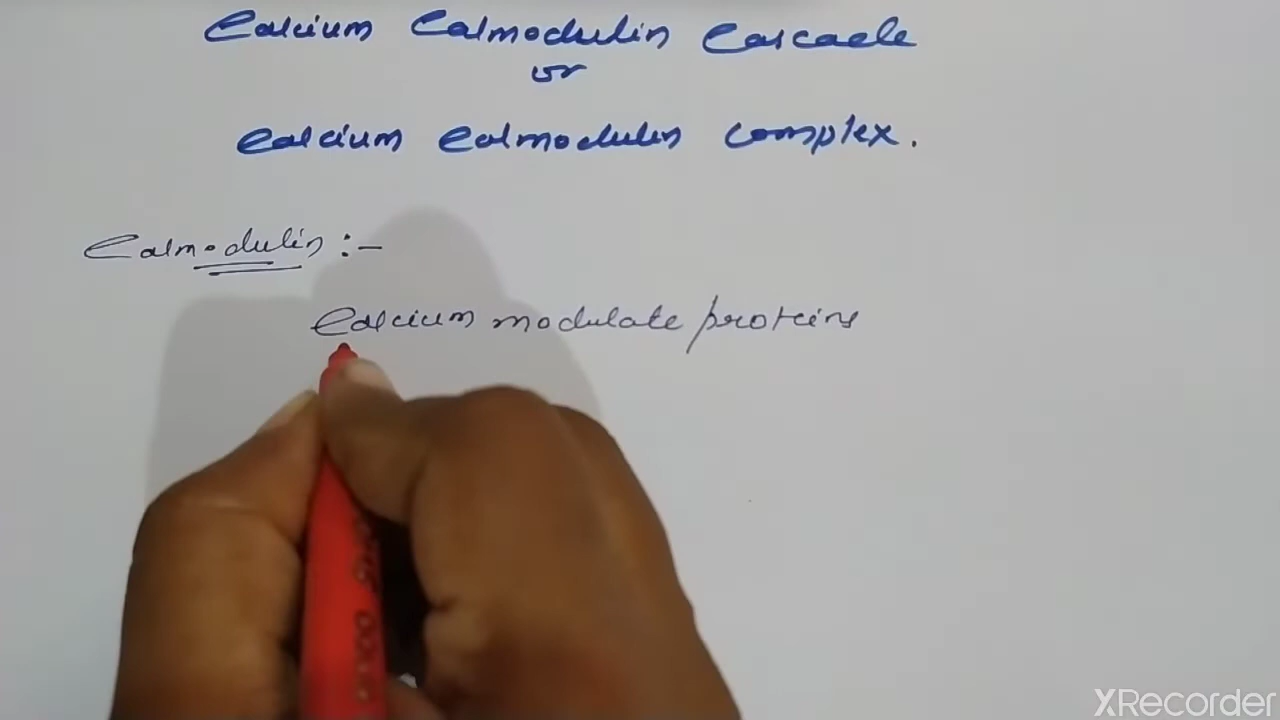 Calcium Calmodulin Cascade
or
Calcium Calmodulin complex.
Calmodulin :-
Calcium modulate proteins
XRecorder